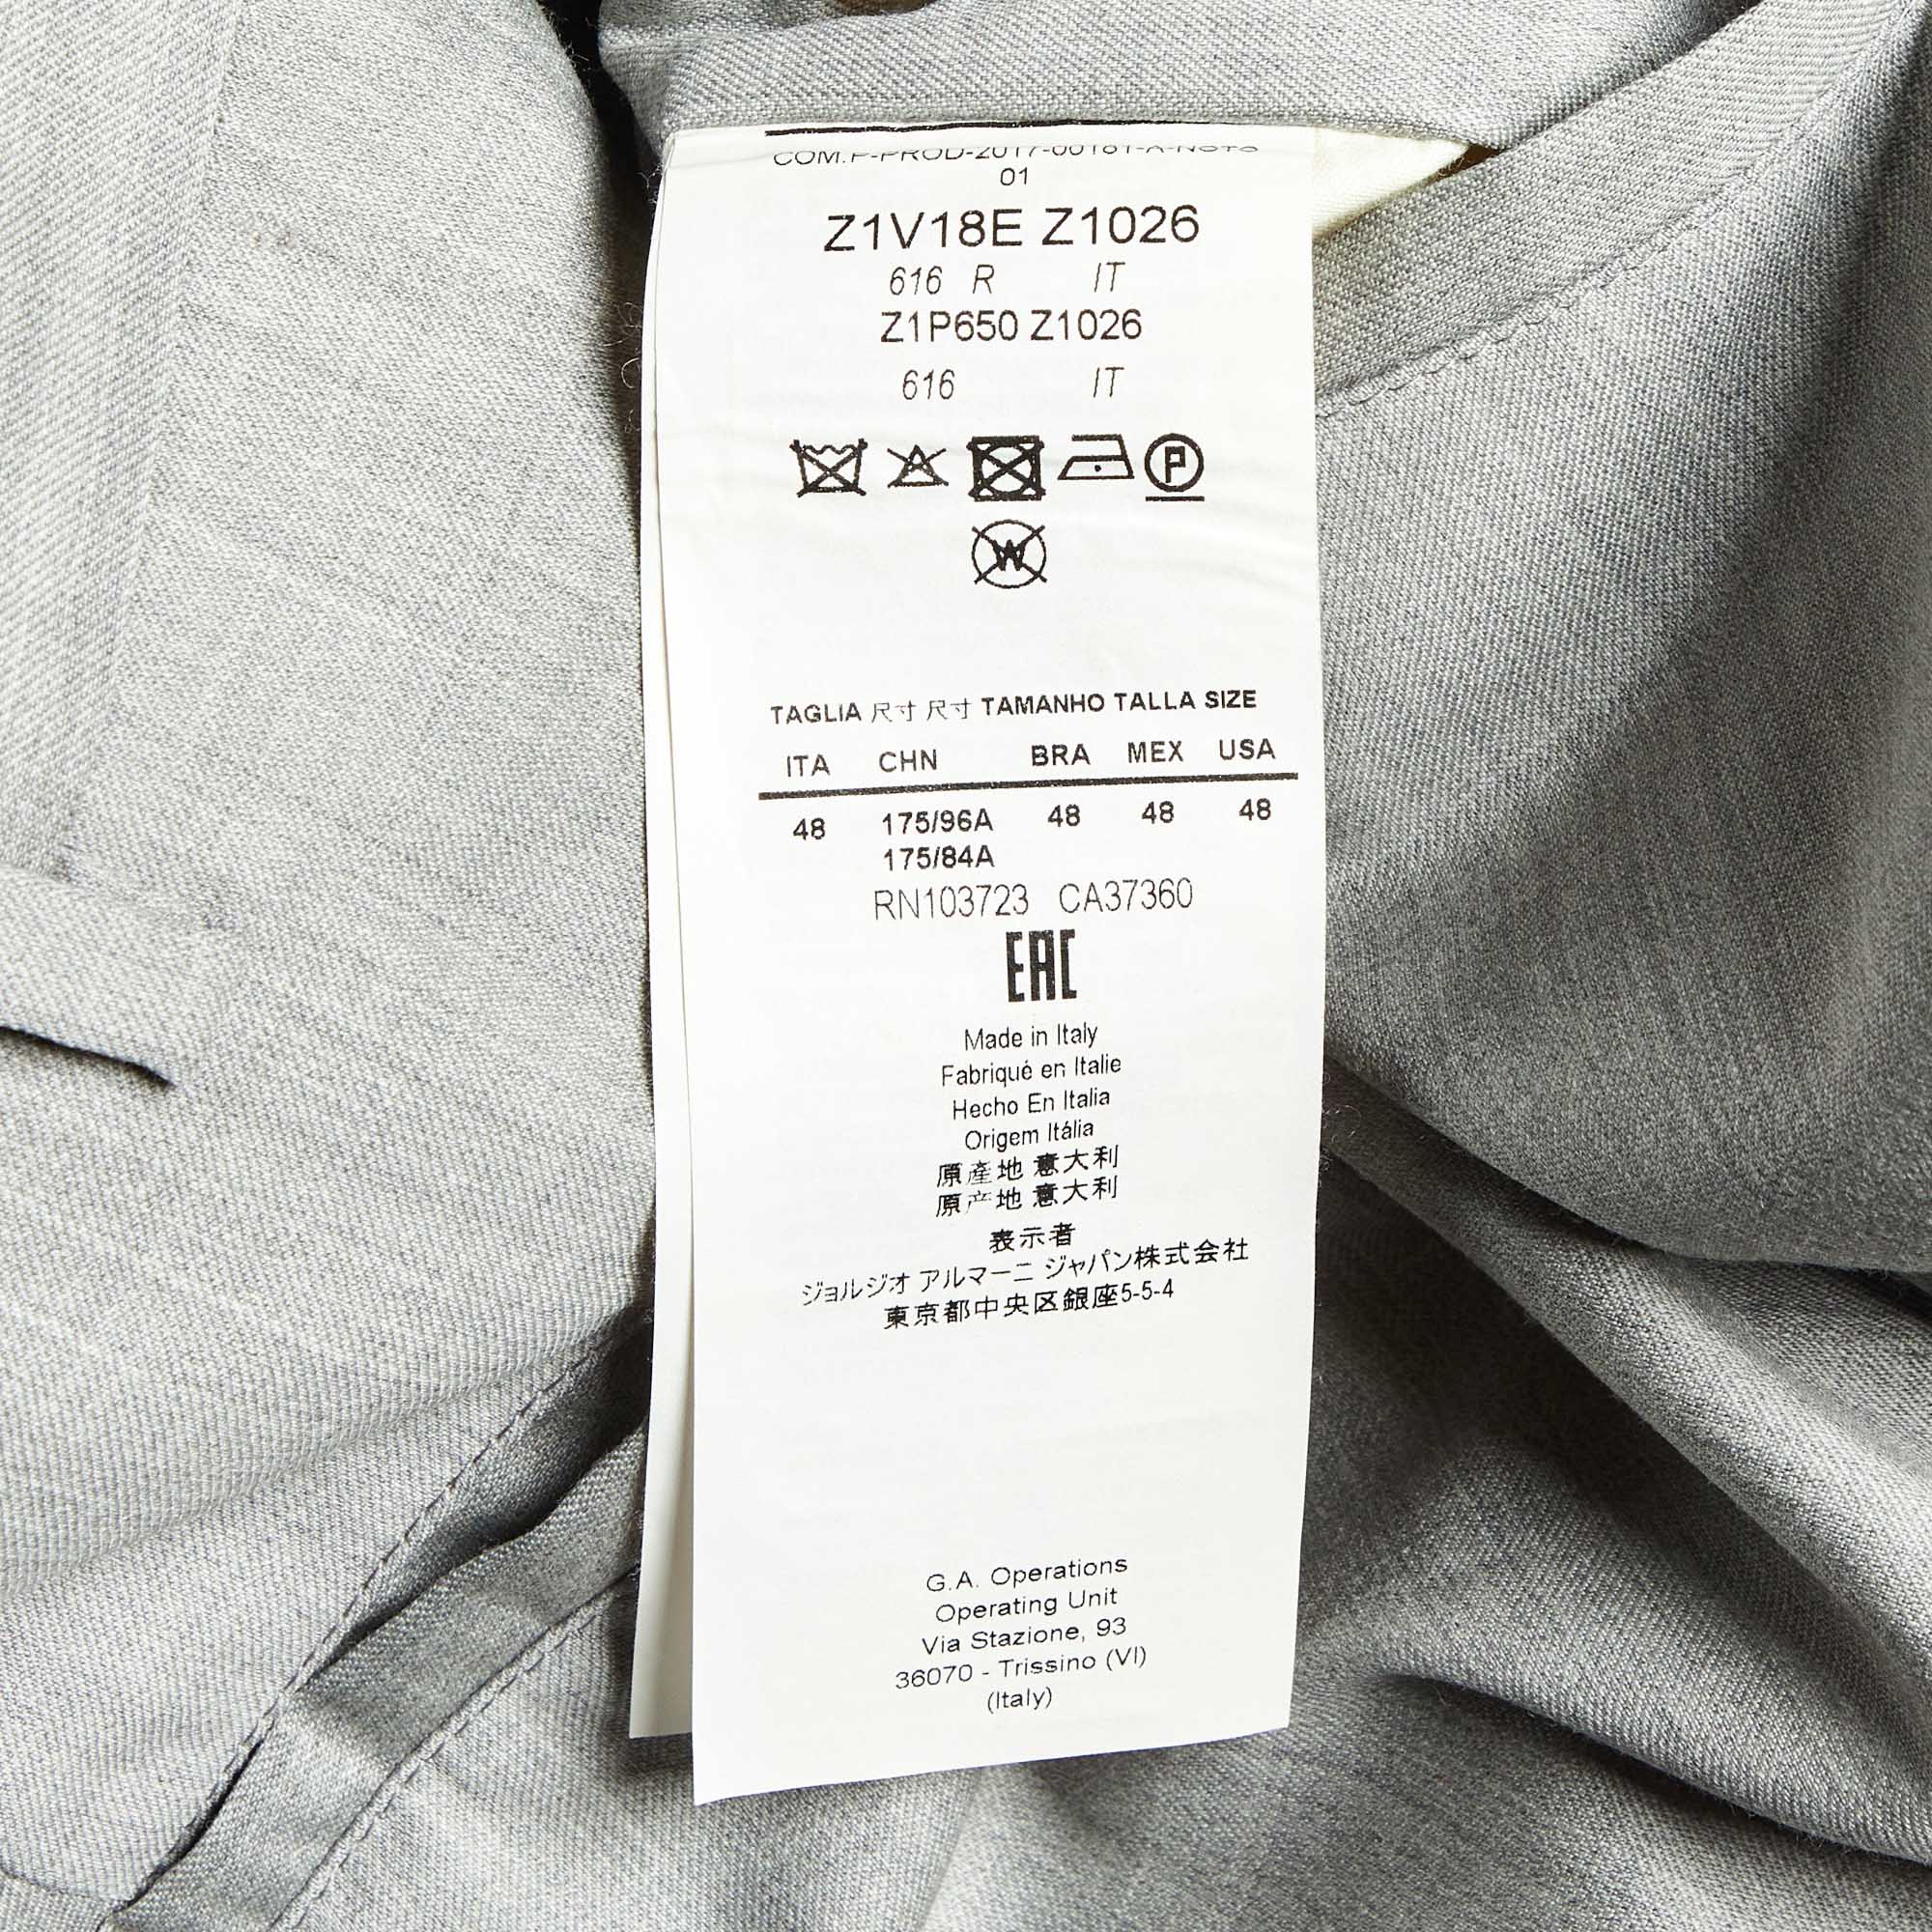 01
Z1V18E Z1026
616 R IT
Z1P650 Z1026
616 IT
P
W
TAGLIA 尺寸 尺寸 TAMANHO TALLA SIZE
ITA CHN BRA MEX USA
48 175/96A 48 48 48
175/84A
RN103723 CA37360
EAC
Made in Italy
Fabriqué en Italie
Hecho En Italia
Origem Itália
原產地 意大利
原产地 意大利
表示者
ジョルジオ アルマーニ ジャパン株式会社
東京都中央区銀座5-5-4
G.A. Operations
Operating Unit
Via Stazione, 93
36070 - Trissino (VI)
(Italy)